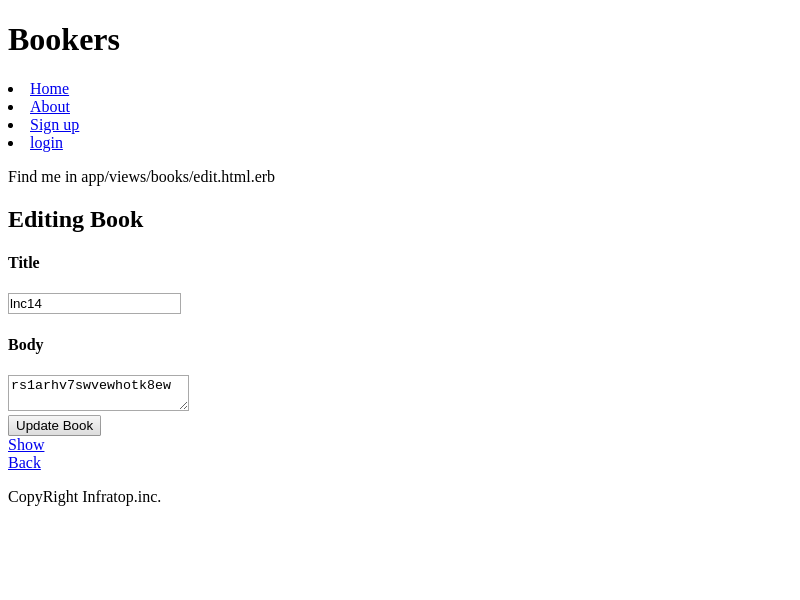 Bookers
Home
About
Sign up
login
Find me in app/views/books/edit.html.erb
Editing Book
Title
lnc14
Body
rs1arhv7swvewhotk8ew
Update Book
Show
Back
CopyRight Infratop.inc.